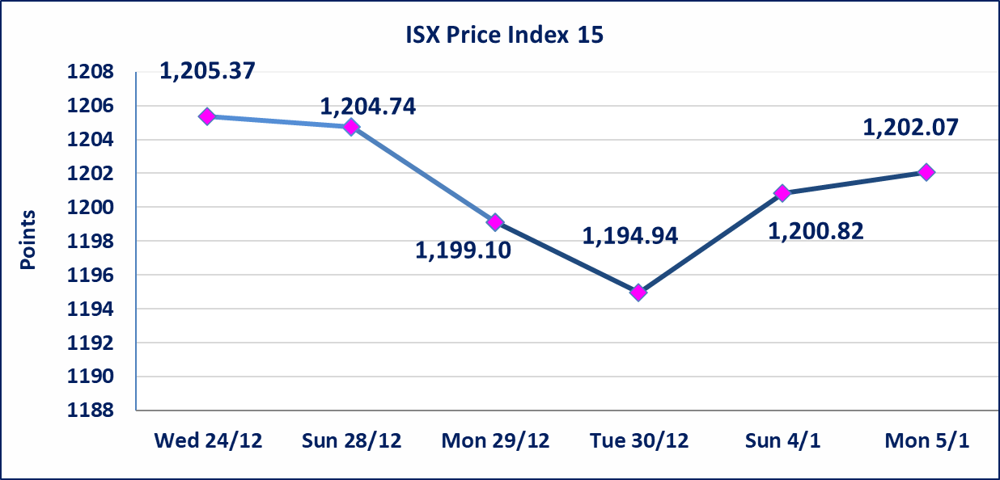 ISX Price Index 15
1208
1206
1204
1202
1200
1198
1196
1194
1192
1190
1188
Points
1,205.37
1,204.74
1,199.10
1,194.94
1,200.82
1,202.07
Wed 24/12
Sun 28/12
Mon 29/12
Tue 30/12
Sun 4/1
Mon 5/1